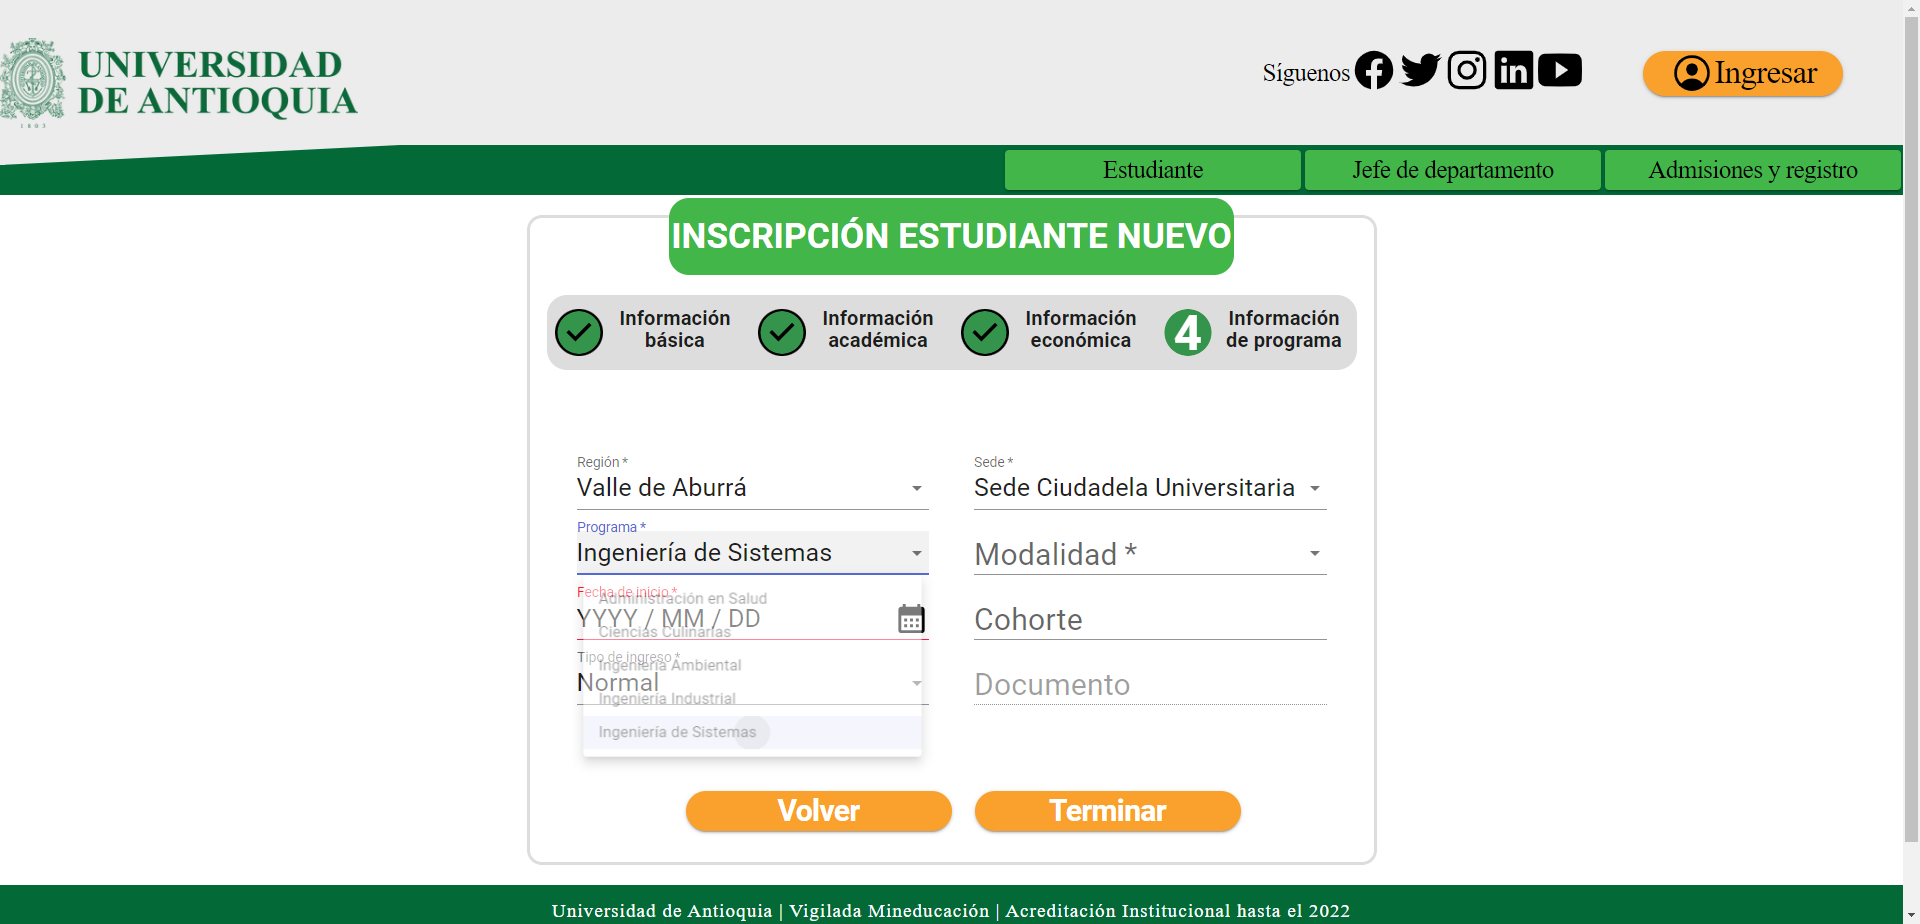 UNIVERSIDAD
DE ANTIOQUIA
1803
Síguenos
Ingresar
Estudiante
Jefe de departamento
Admisiones y registro
INSCRIPCIÓN ESTUDIANTE NUEVO
Información
básica
Información
académica
Información
económica
4
Información
de programa
Región *
Valle de Aburrá
Sede *
Sede Ciudadela Universitaria
Programa *
Ingeniería de Sistemas
Modalidad *
Fecha de inicio *
YYYY / MM / DD
Cohorte
Tipo de ingreso *
Normal
Documento
Administración en Salud
Ciencias Culinarias
Ingeniería Ambiental
Ingeniería Industrial
Ingeniería de Sistemas
Volver
Terminar
Universidad de Antioquia | Vigilada Mineducación | Acreditación Institucional hasta el 2022